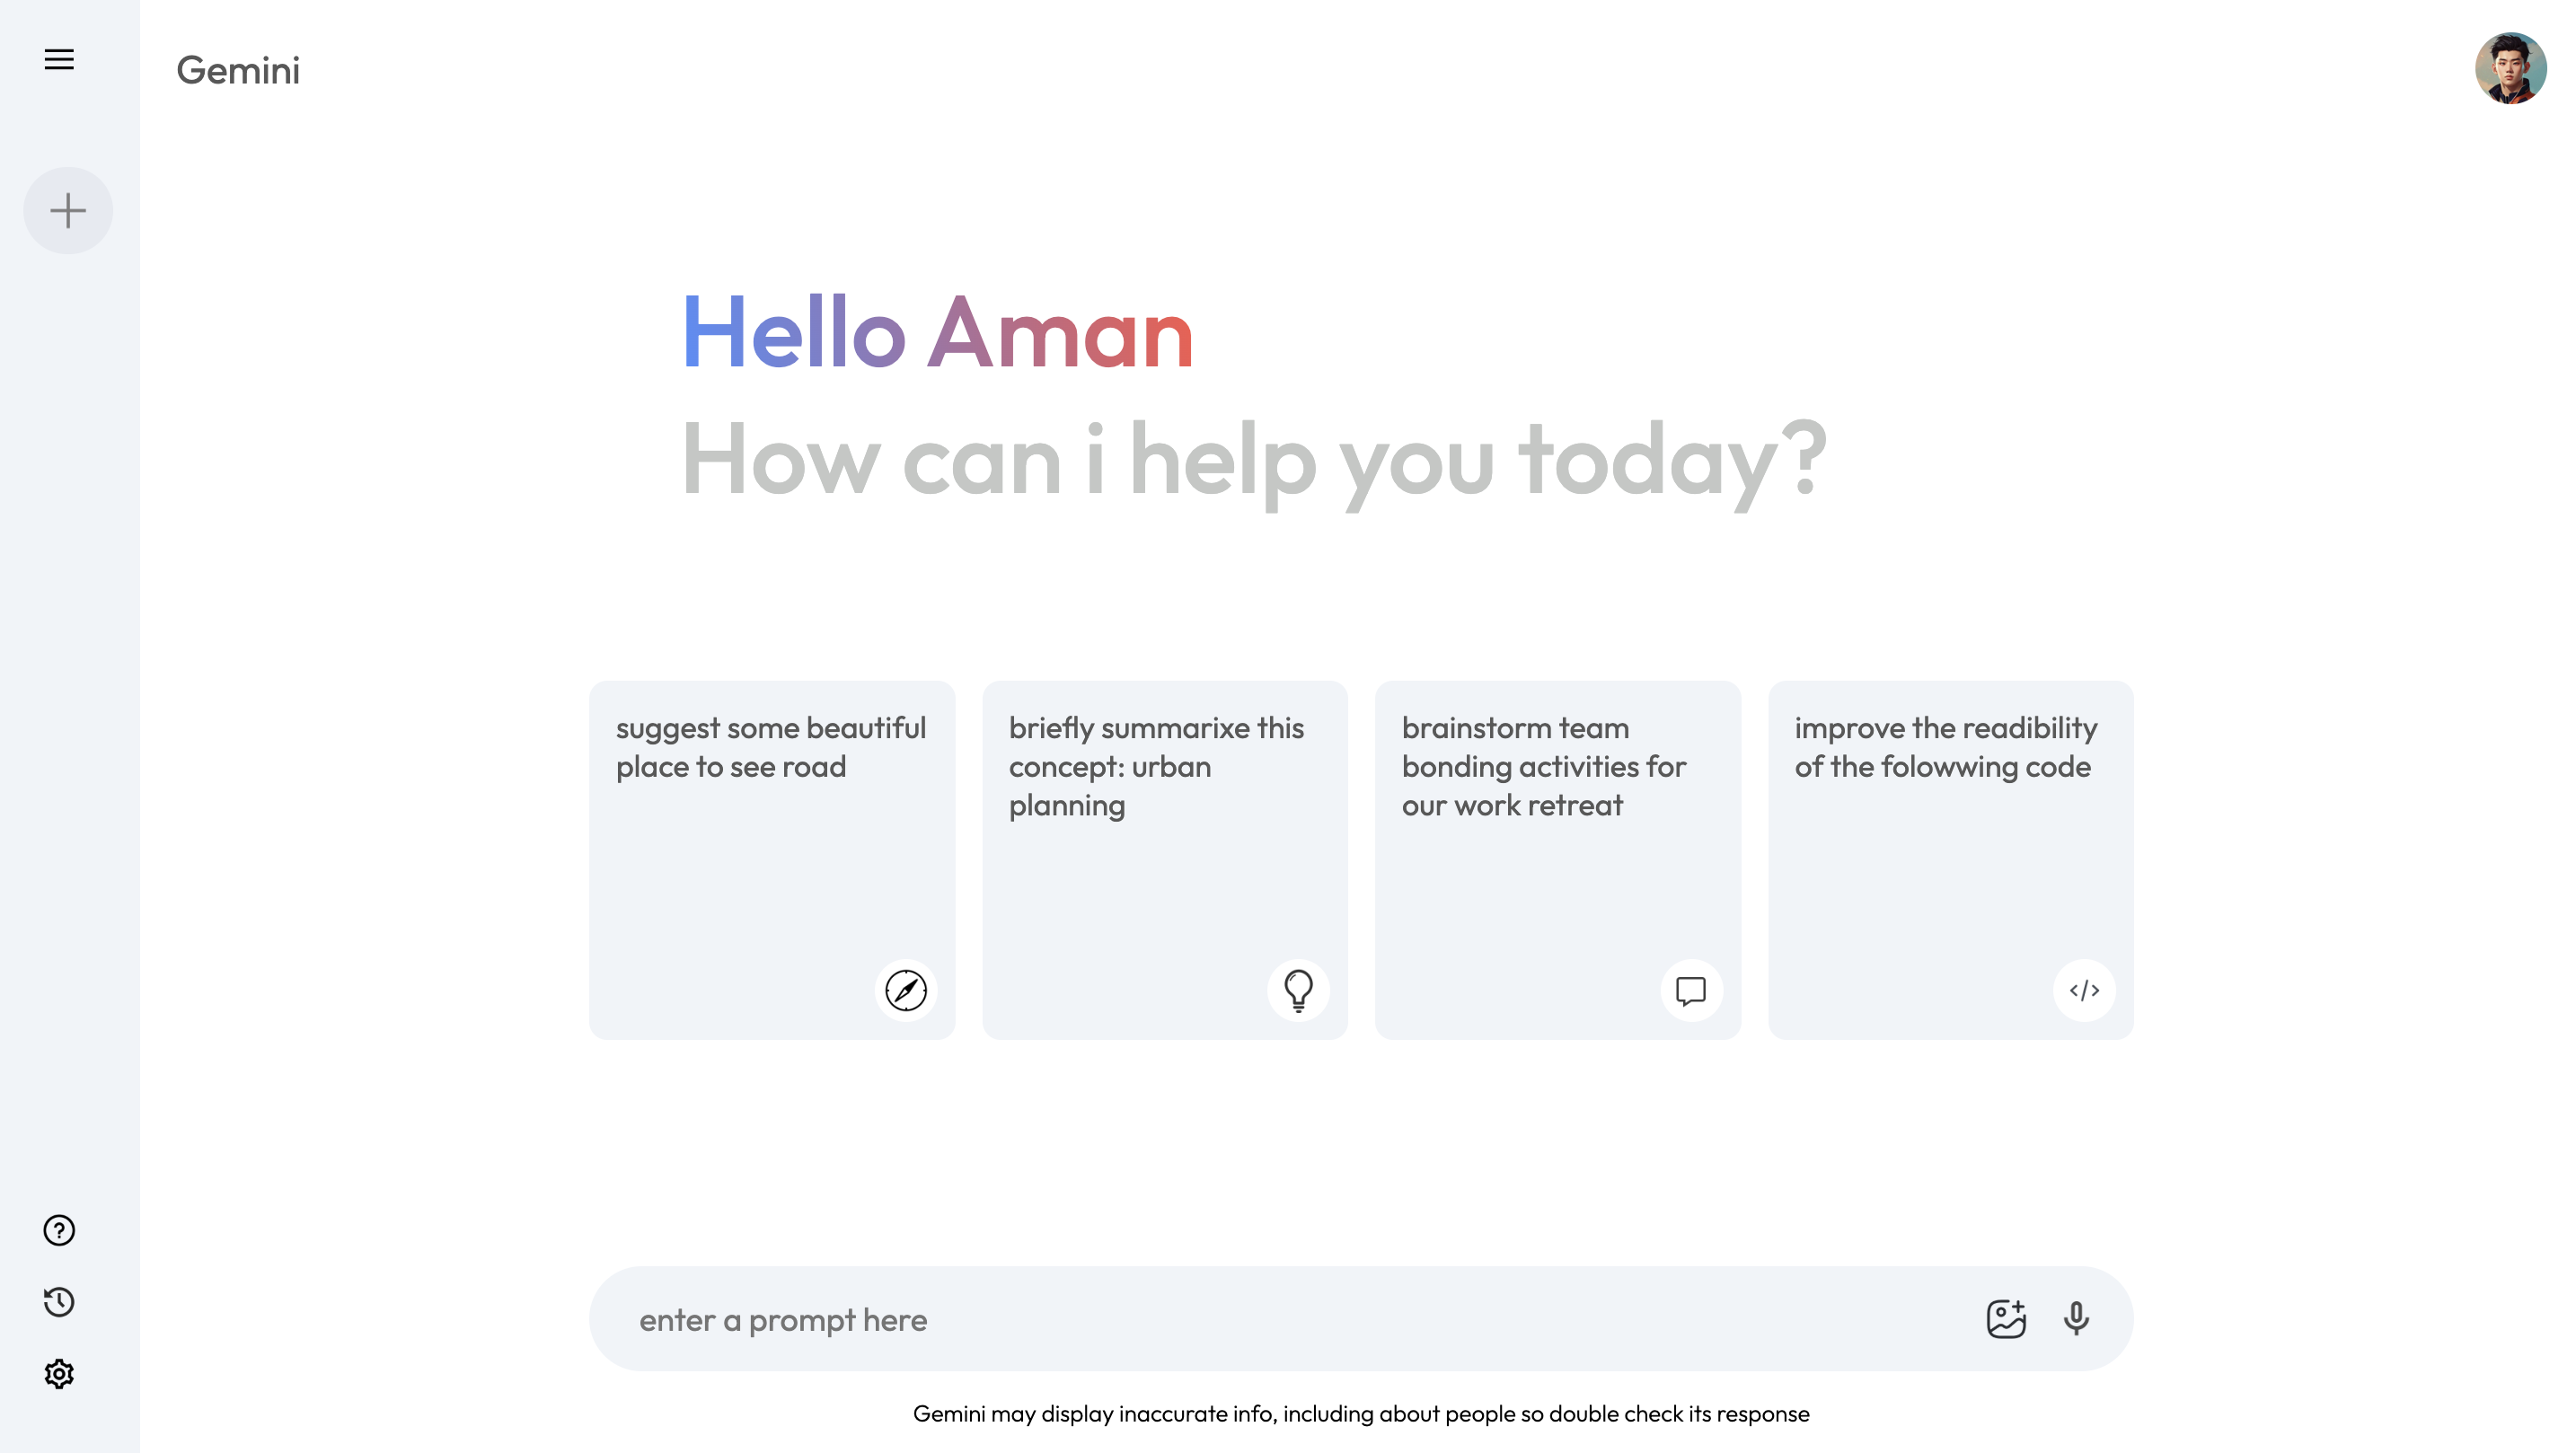 Gemini
Hello Aman
How can i help you today?
suggest some beautiful
place to see road
briefly summarixe this
concept: urban
planning
brainstorm team
bonding activities for
our work retreat
improve the readibility
of the folowwing code
enter a prompt here
Gemini may display inaccurate info, including about people so double check its response